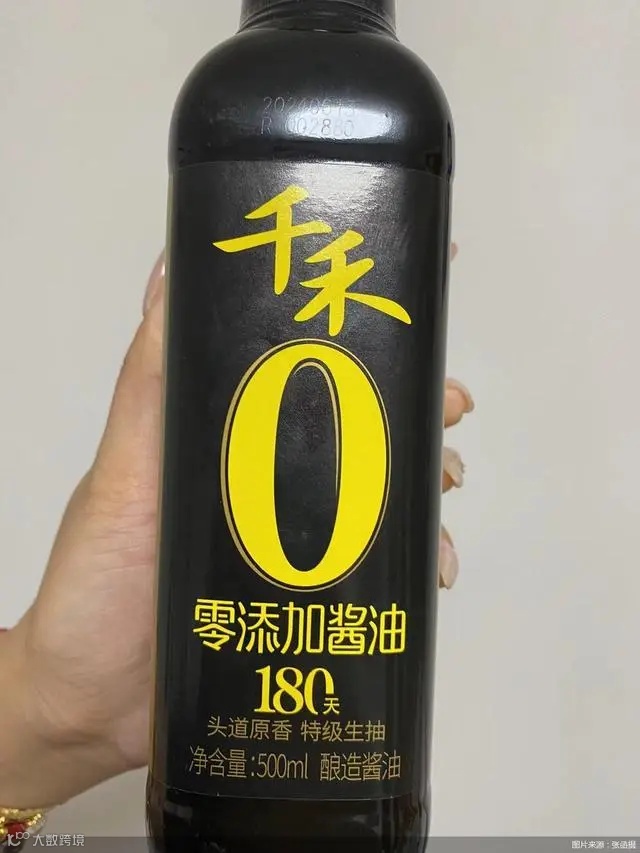 千禾
0
零添加酱油
180天
头道原香 特级生抽
净含量:500ml 酿造酱油
大数跨境
图片来源:张函摄